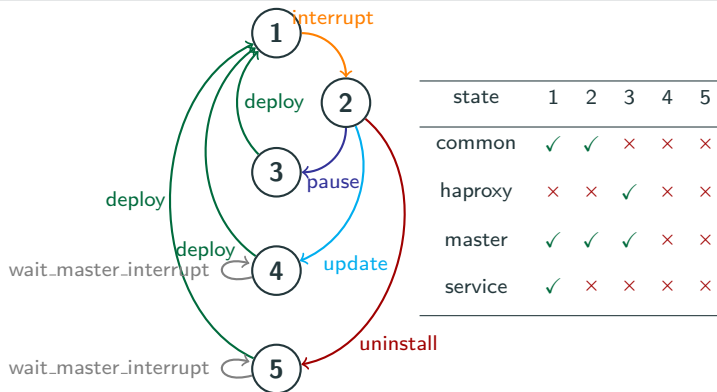 interrupt
1
2
deploy
3
pause
deploy
deploy
wait_master_interrupt
4
update
uninstall
wait_master_interrupt
5
state 1 2 3 4 5
common ✓ ✓ × × ×
haproxy × × ✓ × ×
master ✓ ✓ ✓ × ×
service ✓ × × × ×